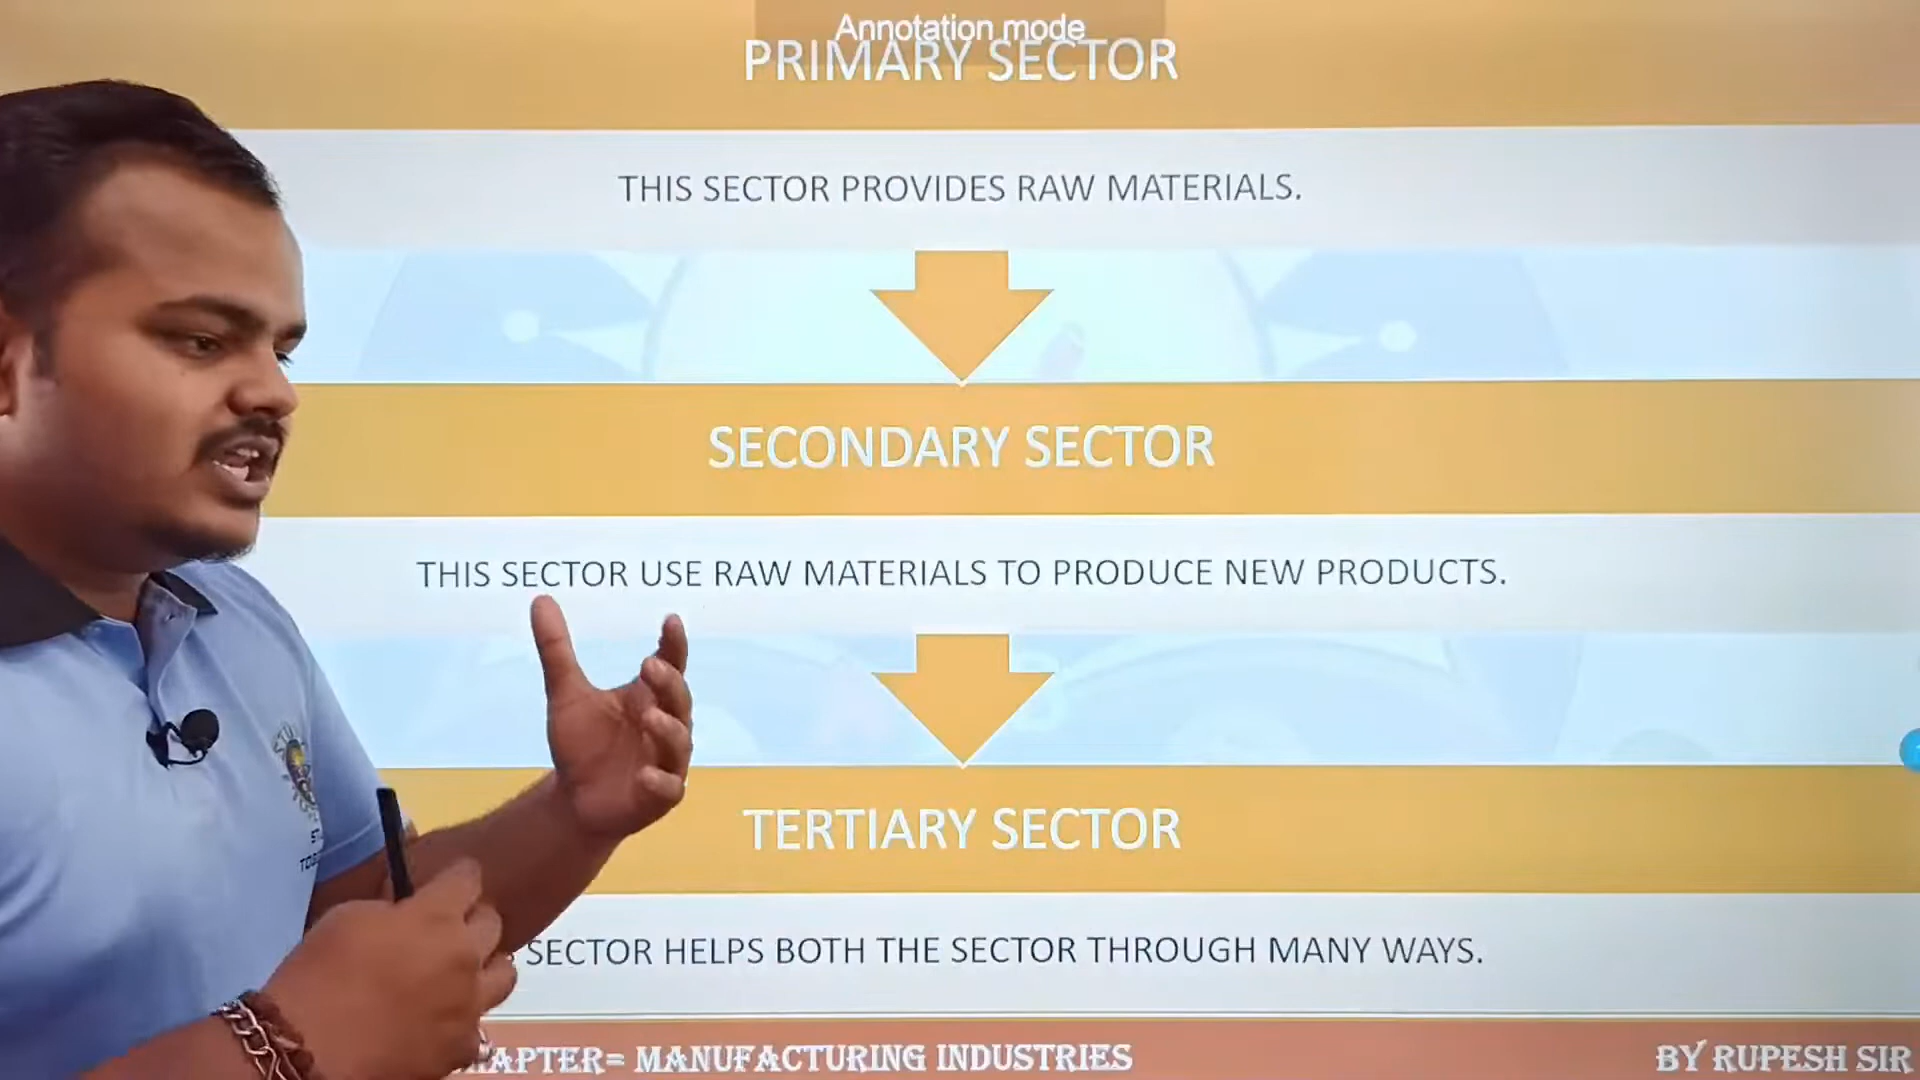 Annotation mode
PRIMARY SECTOR
THIS SECTOR PROVIDES RAW MATERIALS.
SECONDARY SECTOR
THIS SECTOR USE RAW MATERIALS TO PRODUCE NEW PRODUCTS.
TERTIARY SECTOR
SECTOR HELPS BOTH THE SECTOR THROUGH MANY WAYS.
APTER= MANUFACTURING INDUSTRIES
BY RUPESH SIR